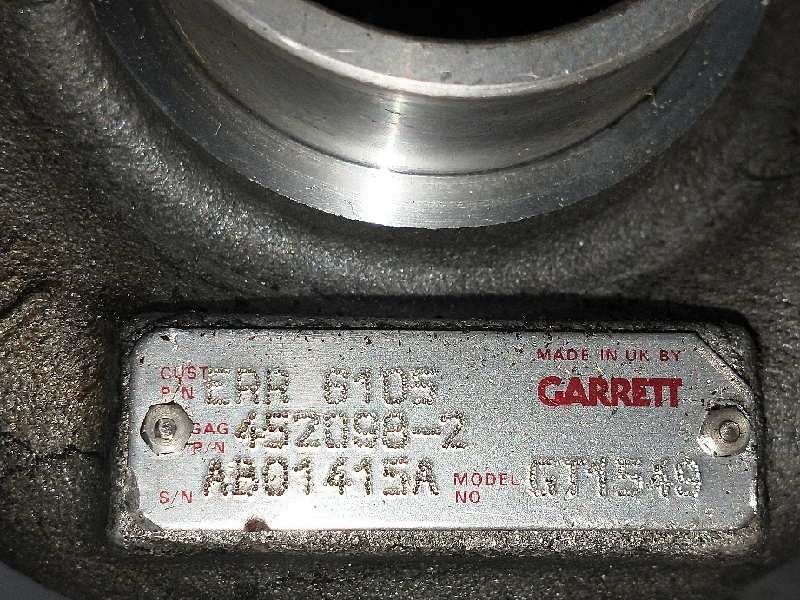 MADE IN UK BY
GARRETT
CUST P/N ERR 6105
GAG P/N 452098-2
S/N AB01415A MODEL NO GT1549